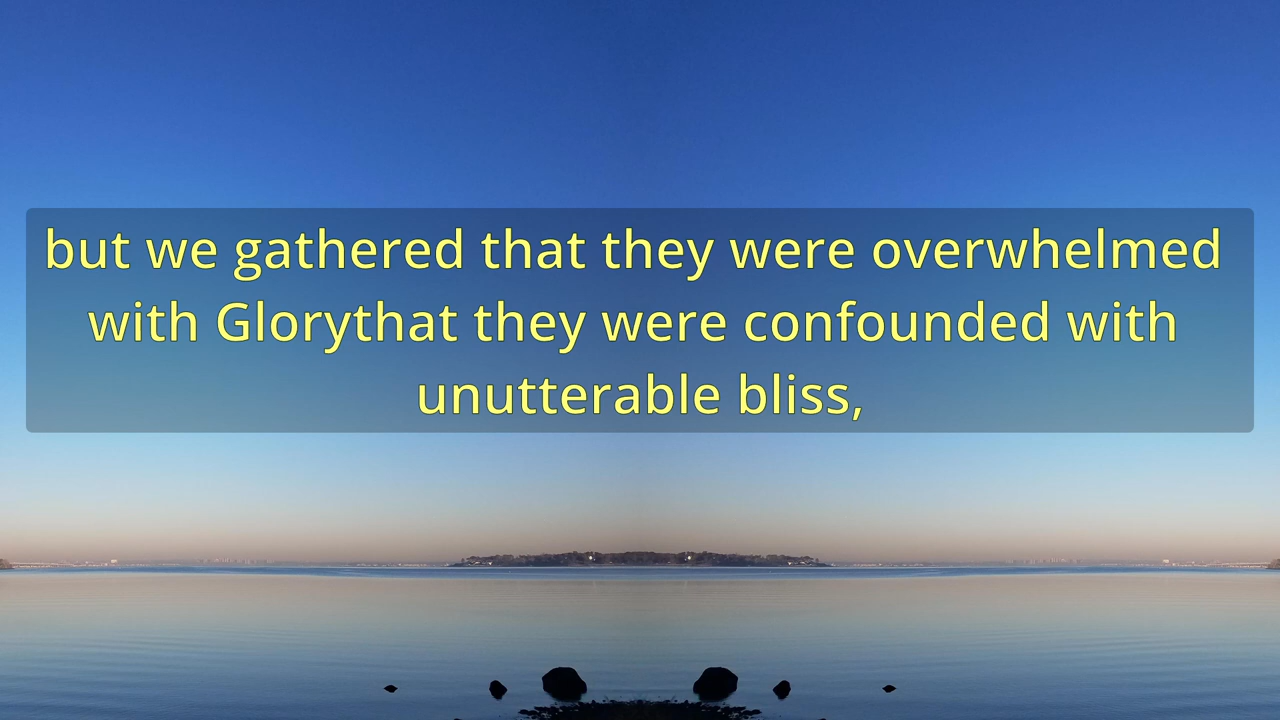 but we gathered that they were overwhelmed
with Glorythat they were confounded with
unutterable bliss,